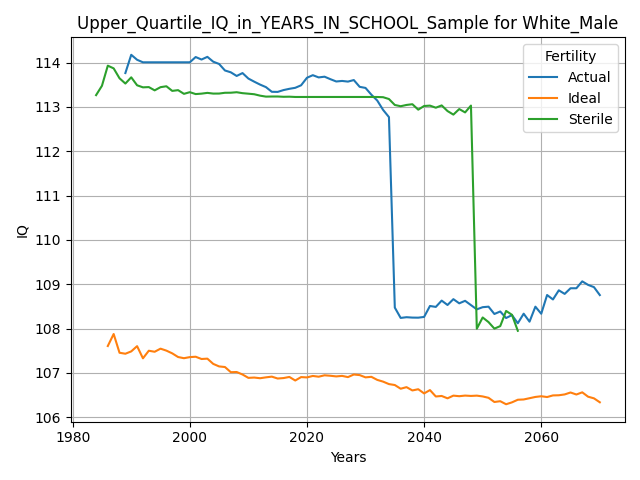 Upper_Quartile_IQ_in_YEARS_IN_SCHOOL_Sample for White_Male
Fertility
Actual
Ideal
Sterile
114
113
112
111
110
109
108
107
106
IQ
1980
2000
2020
2040
2060
Years